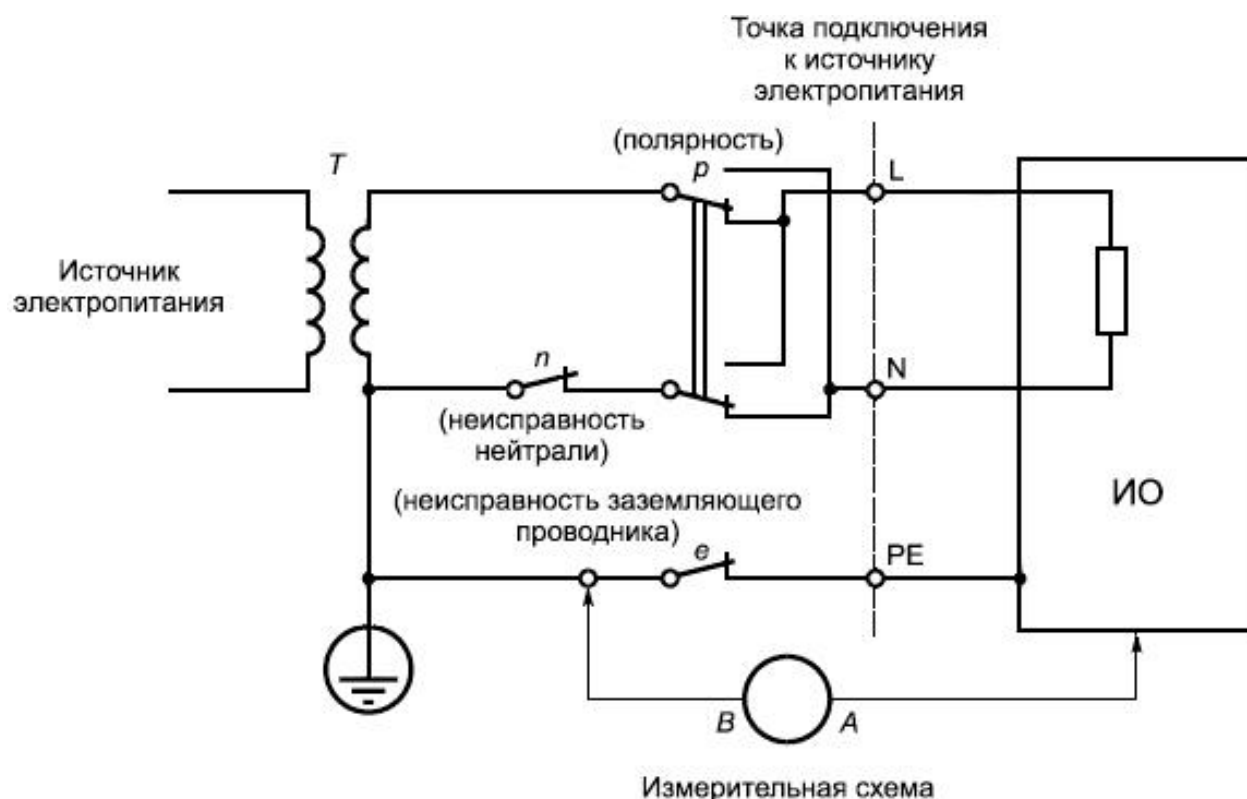 Точка подключения
к источнику
электропитания
(полярность)
T
p
L
Источник
электропитания
n
N
(неисправность
нейтрали)
(неисправность заземляющего
проводника)
ИО
e
PE
B
A
Измерительная схема